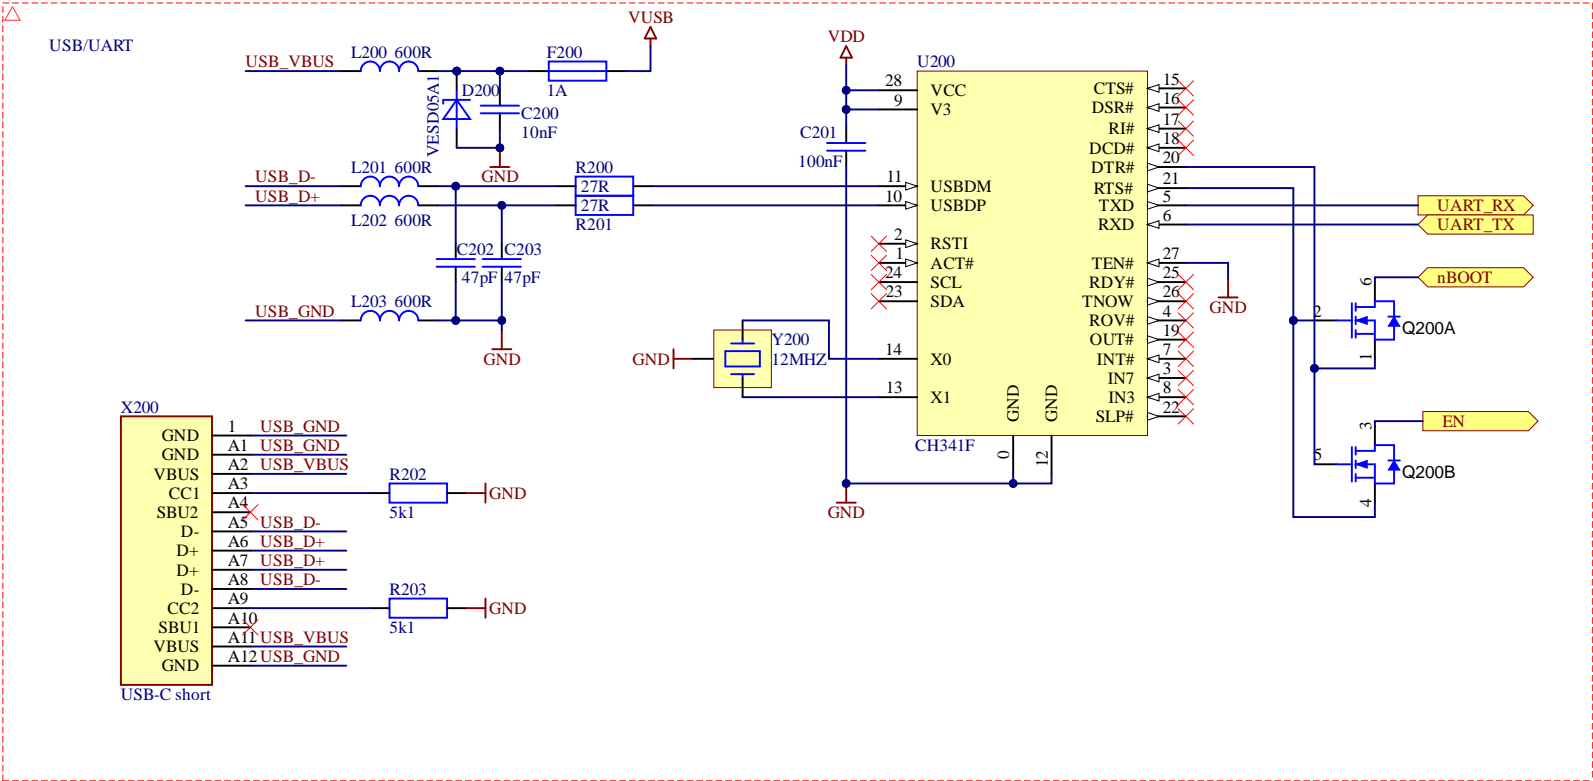 USB/UART
USB_VBUS
L200 600R
VESD05A1
D200
C200
10nF
GND
F200
1A
VUSB
USB_D-
L201 600R
USB_D+
L202 600R
R200
27R
27R
R201
C202
47pF
C203
47pF
USB_GND
L203 600R
GND
VDD
C201
100nF
U200
28 VCC
9 V3
11 USBDM
10 USBDP
2 RSTI
1 ACT#
24 SCL
23 SDA
14 X0
13 X1
CTS# 15
DSR# 16
RI# 17
DCD# 18
DTR# 20
RTS# 21
TXD 5
RXD 6
TEN# 27
RDY# 25
TNOW 26
ROV# 4
OUT# 19
INT# 7
IN7 3
IN3 8
SLP# 22
GND 0
GND 12
CH341F
GND
GND
Y200
12MHZ
GND
UART_RX
UART_TX
nBOOT
6
2
1
Q200A
EN
3
5
4
Q200B
X200
GND 1 USB_GND
GND A1 USB_GND
VBUS A2 USB_VBUS
CC1 A3
SBU2 A4
D- A5 USB_D-
D+ A6 USB_D+
D+ A7 USB_D+
D- A8 USB_D-
CC2 A9
SBU1 A10
VBUS A11 USB_VBUS
GND A12 USB_GND
USB-C short
R202
5k1
GND
R203
5k1
GND